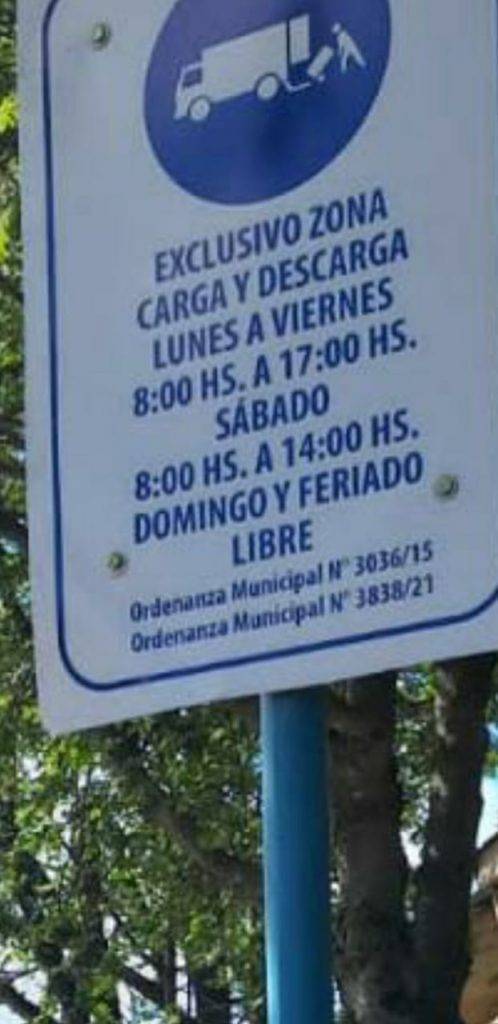 EXCLUSIVO ZONA
CARGA Y DESCARGA
LUNES A VIERNES
8:00 HS. A 17:00 HS.
SÁBADO
8:00 HS. A 14:00 HS.
DOMINGO Y FERIADO
LIBRE
Ordenanza Municipal N° 3036/15
Ordenanza Municipal N° 3838/21